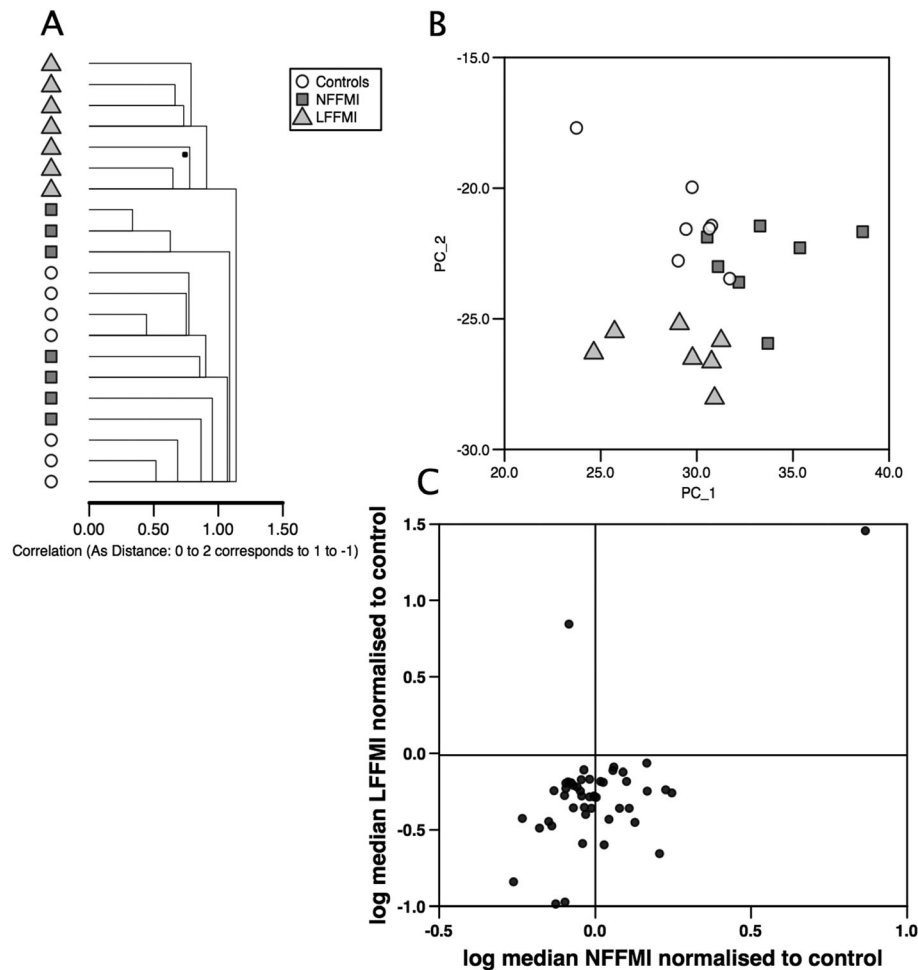 A
Controls
NFFMI
LFFMI
0.00 0.50 1.00 1.50
Correlation (As Distance: 0 to 2 corresponds to 1 to -1)
B
-15.0
-20.0
-25.0
-30.0
PC_2
20.0 25.0 30.0 35.0 40.0
PC_1
C
log median LFFMI normalised to control
1.5
1.0
0.5
0.0
-0.5
-1.0
-0.5 0.0 0.5 1.0
log median NFFMI normalised to control